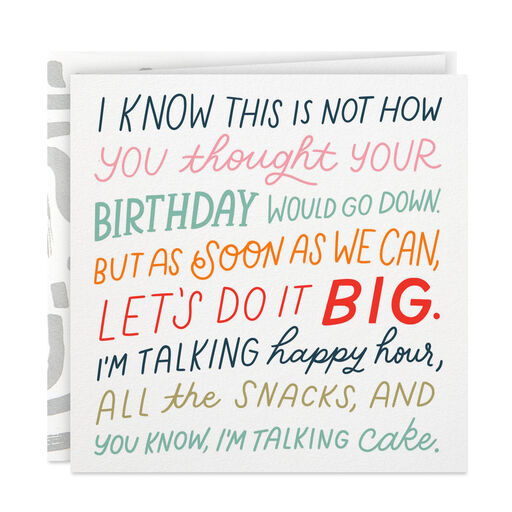 I KNOW THIS IS NOT HOW
YOU thought YOUR
BIRTHDAY WOULD GO DOWN.
BUT AS SOON AS WE CAN,
LET'S DO IT BIG.
I'M TALKING happy hour,
ALL the SNACKS, AND
YOU KNOW, I'M TALKING cake.